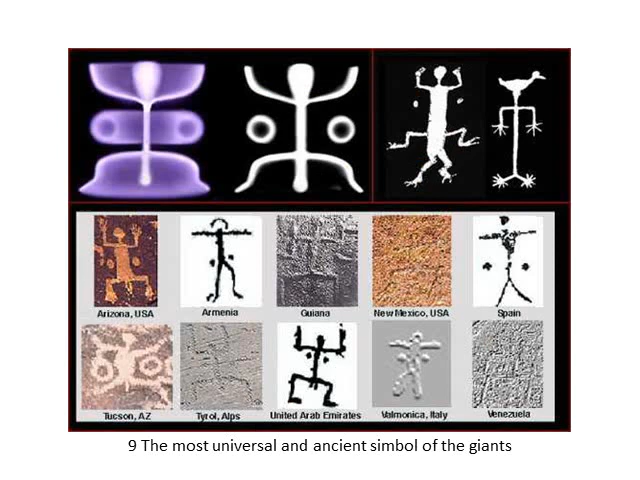 Arizona, USA
Armenia
Guiana
New Mexico, USA
Spain
Tucson, AZ
Tyrol, Alps
United Arab Emirates
Valmonica, Italy
Venezuela
9 The most universal and ancient simbol of the giants